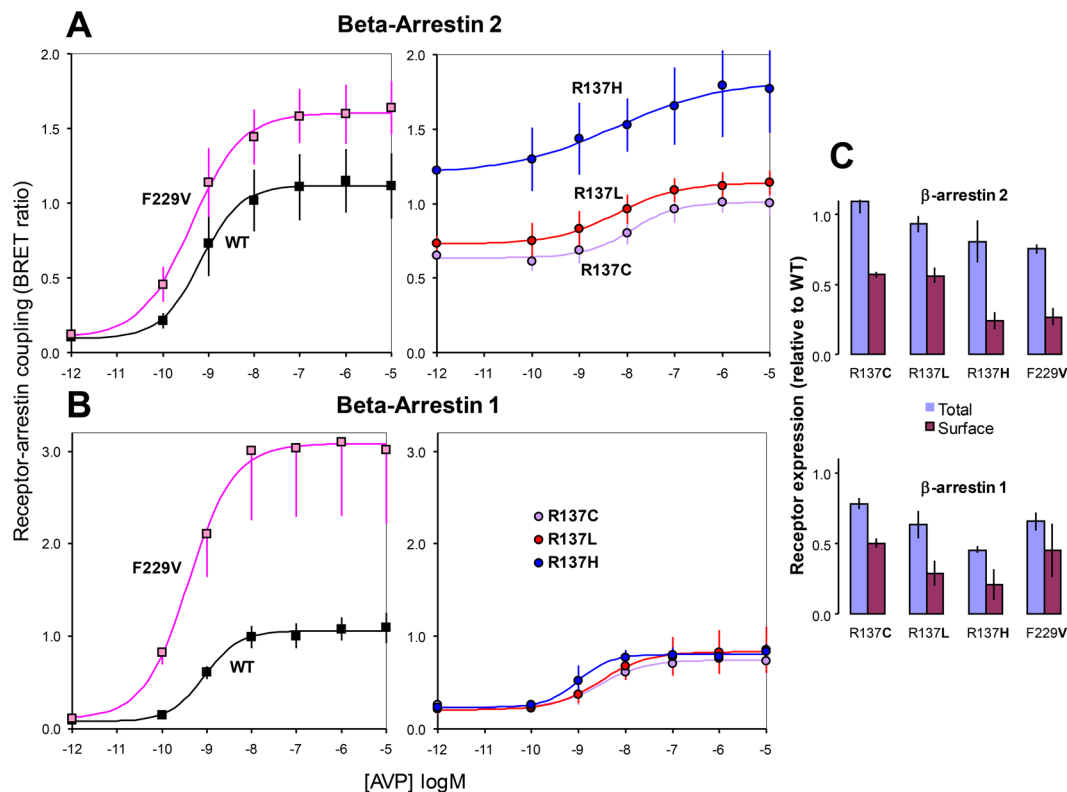 A
Beta-Arrestin 2
2.0
1.5
1.0
0.5
0.0
F229V
WT
-12 -11 -10 -9 -8 -7 -6 -5
2.0
1.5
1.0
0.5
0.0
R137H
R137L
R137C
-12 -11 -10 -9 -8 -7 -6 -5
B
Beta-Arrestin 1
3.0
2.0
1.0
0.0
F229V
WT
-12 -11 -10 -9 -8 -7 -6 -5
3.0
2.0
1.0
0.0
R137C
R137L
R137H
-12 -11 -10 -9 -8 -7 -6 -5
Receptor-arrestin coupling (BRET ratio)
[AVP] logM
C
Receptor expression (relative to WT)
β-arrestin 2
1.0
0.5
0.0
R137C R137L R137H F229V
Total
Surface
β-arrestin 1
1.0
0.5
0.0
R137C R137L R137H F229V